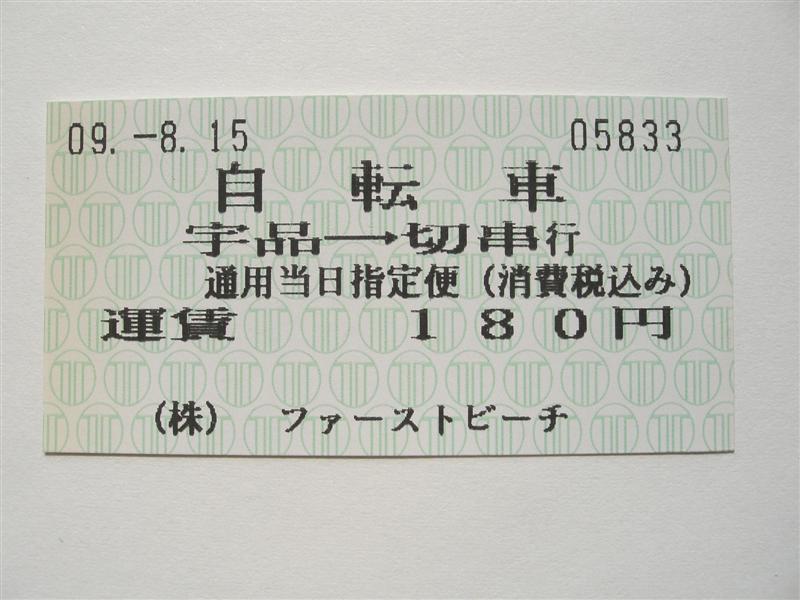 09.-8.15 05833
自転車
宇品→切串行
通用当日指定便(消費税込み)
運賃 180円
(株) ファーストビーチ